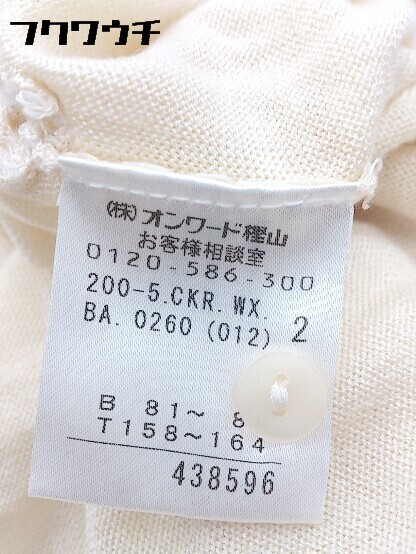 フクワウチ
(株)オンワード樫山
お客様相談室
0120-586-300
200-5.CKR.WX.
BA.0260(012) 2
B 81～ 8
T158～164
438596